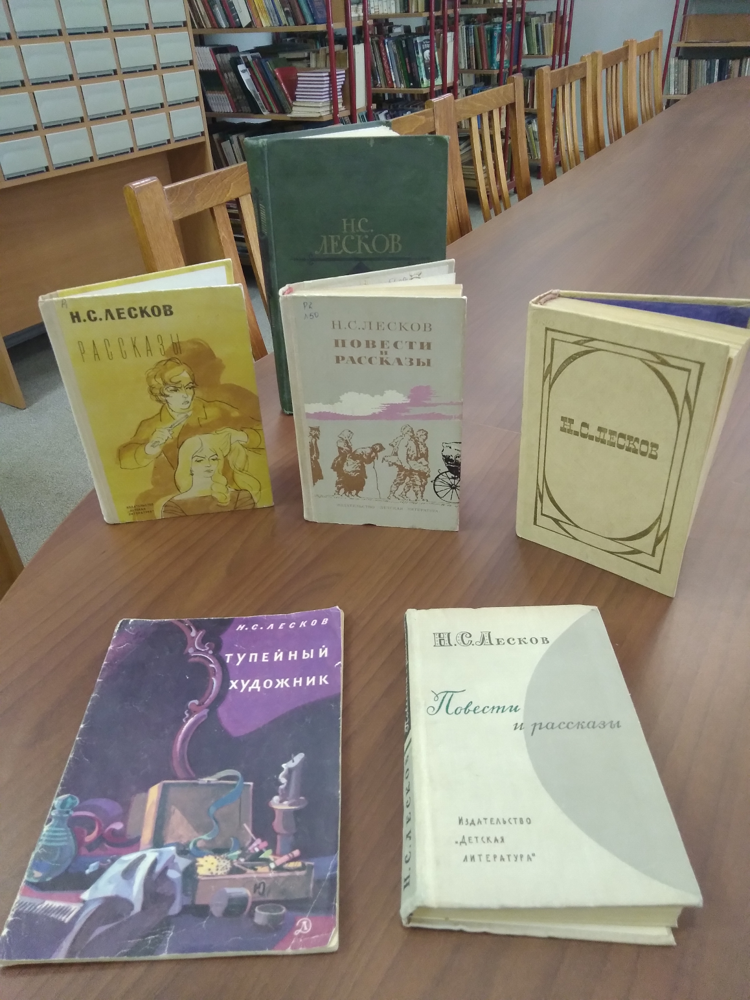 Н.С.
ЛЕСКОВ
Н.С.ЛЕСКОВ
РАССКАЗЫ
ИЗДАТЕЛЬСТВО
„ДЕТСКАЯ
ЛИТЕРАТУРА"
Р2
Л50
Н.С.ЛЕСКОВ
ПОВЕСТИ
И
РАССКАЗЫ
ИЗДАТЕЛЬСТВО ДЕТСКАЯ ЛИТЕРАТУРА
Н.С.ЛЕСКОВ
Н.С.ЛЕСКОВ
ТУПЕЙНЫЙ
ХУДОЖНИК
Ю
Д
Н.С.Лесков
Повести
и рассказы
Издательство
„Детская
литература"
Н.С.ЛЕСКОВ